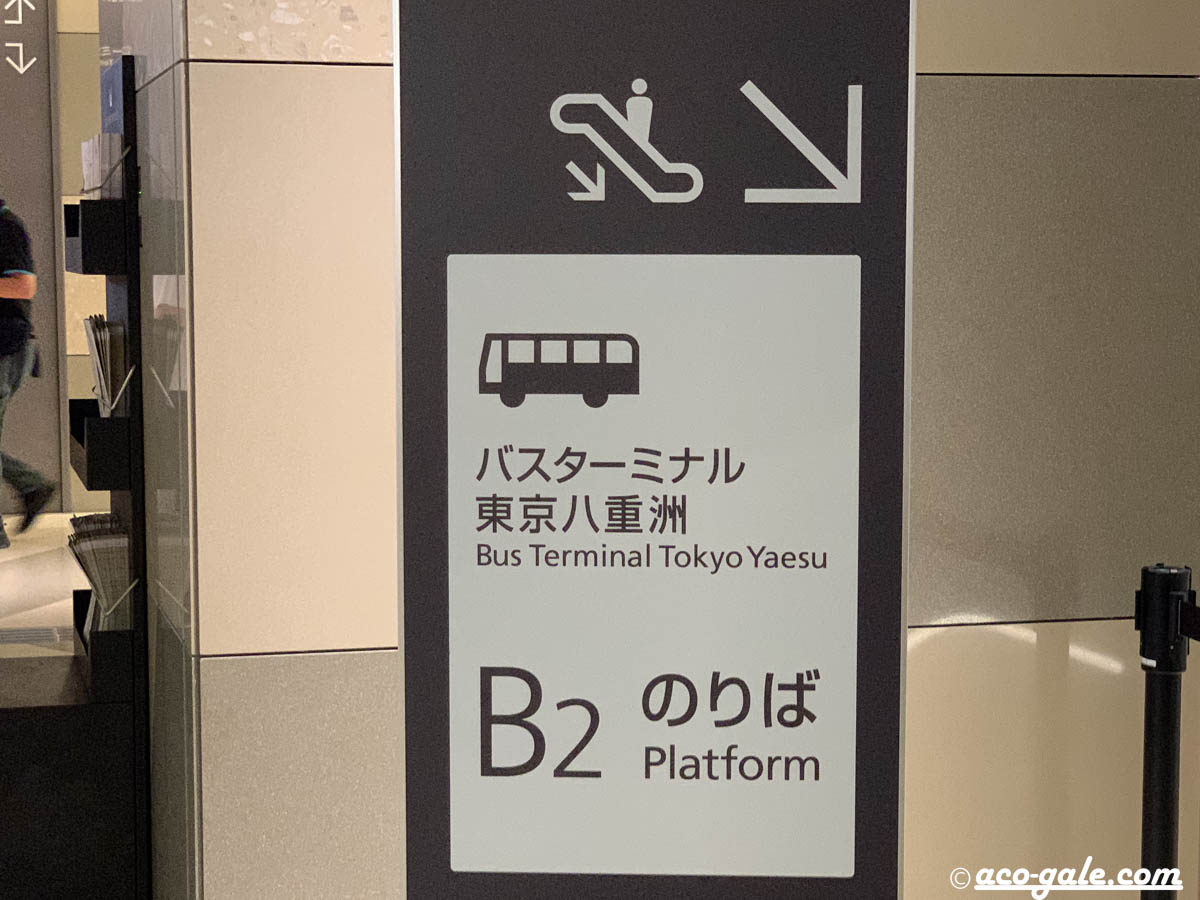 バスターミナル
東京八重洲
Bus Terminal Tokyo Yaesu
B2 のりば
Platform
©aco-gale.com